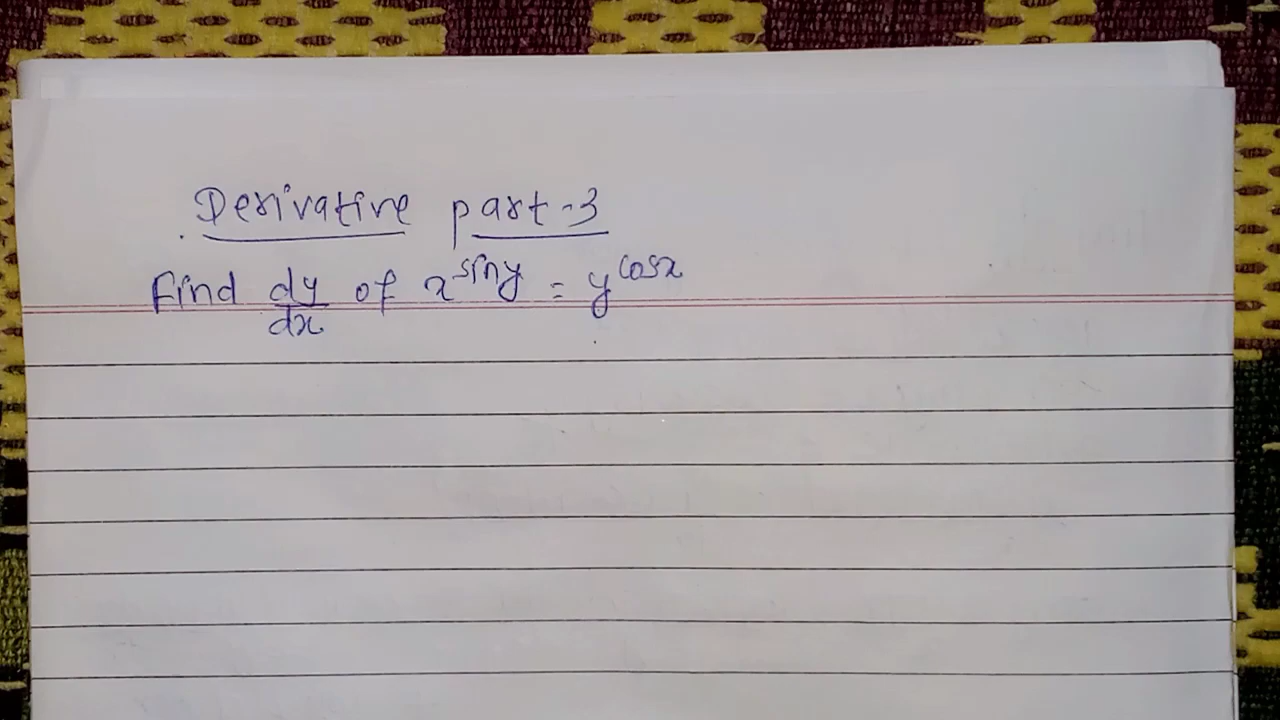 Derivative part-3
Find dy/dx of x^siny = y^cosx